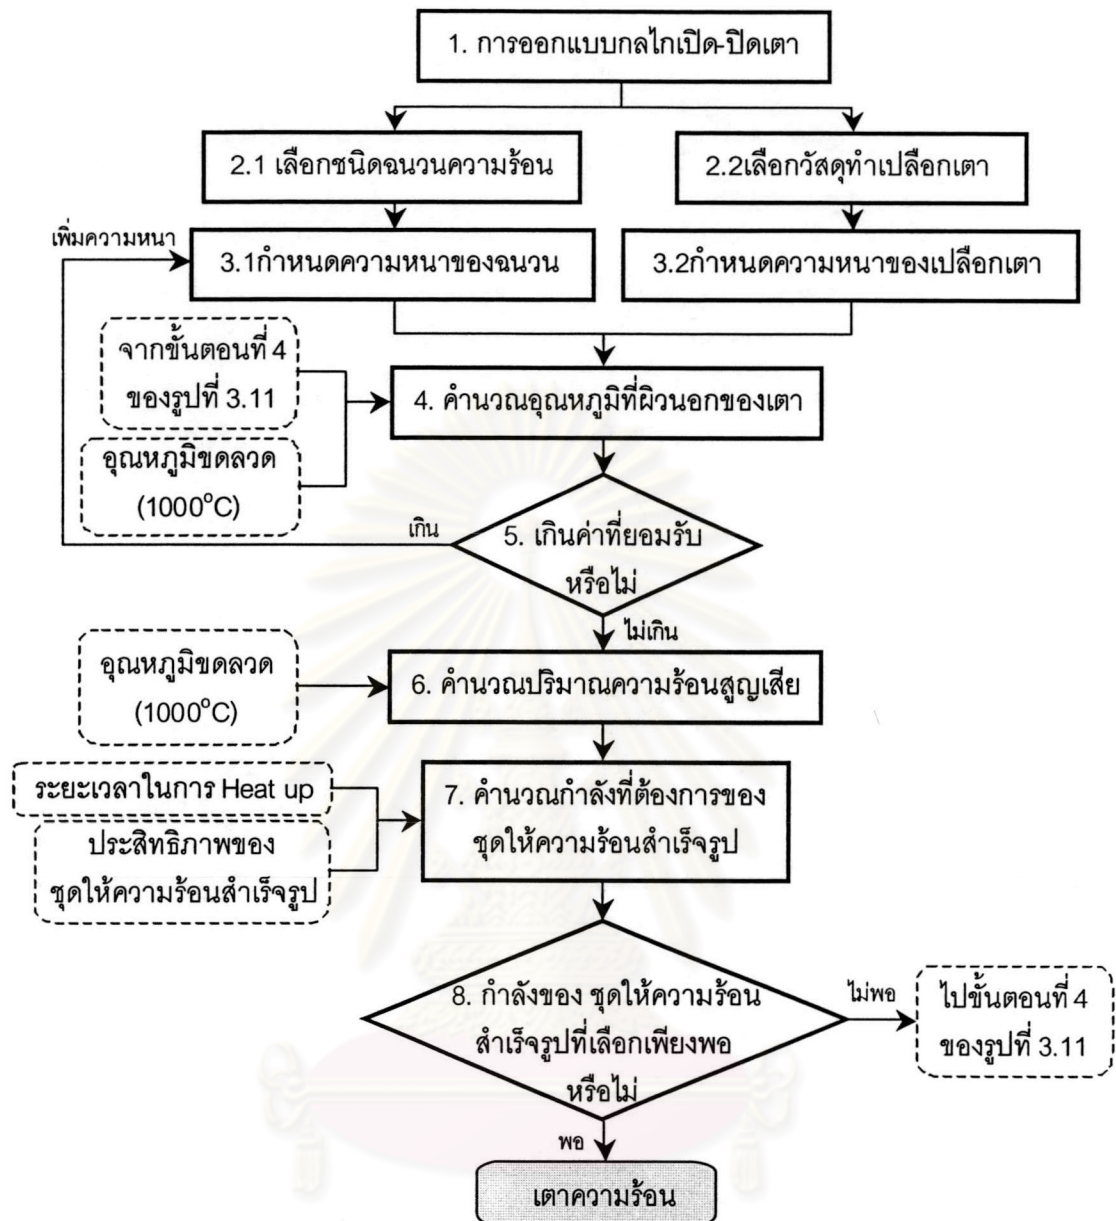 1. การออกแบบกลไกเปิด-ปิดเตา
2.1 เลือกชนิดฉนวนความร้อน
2.2เลือกวัสดุทำเปลือกเตา
เพิ่มความหนา
3.1กำหนดความหนาของฉนวน
3.2กำหนดความหนาของเปลือกเตา
จากขั้นตอนที่ 4
ของรูปที่ 3.11
4. คำนวณอุณหภูมิที่ผิวนอกของเตา
อุณหภูมิขดลวด
(1000°C)
เกิน
5. เกินค่าที่ยอมรับ
หรือไม่
ไม่เกิน
อุณหภูมิขดลวด
(1000°C)
6. คำนวณปริมาณความร้อนสูญเสีย
ระยะเวลาในการ Heat up
ประสิทธิภาพของ
ชุดให้ความร้อนสำเร็จรูป
7. คำนวณกำลังที่ต้องการของ
ชุดให้ความร้อนสำเร็จรูป
8. กำลังของ ชุดให้ความร้อน
สำเร็จรูปที่เลือกเพียงพอ
หรือไม่
ไม่พอ
ไปขั้นตอนที่ 4
ของรูปที่ 3.11
พอ
เตาความร้อน